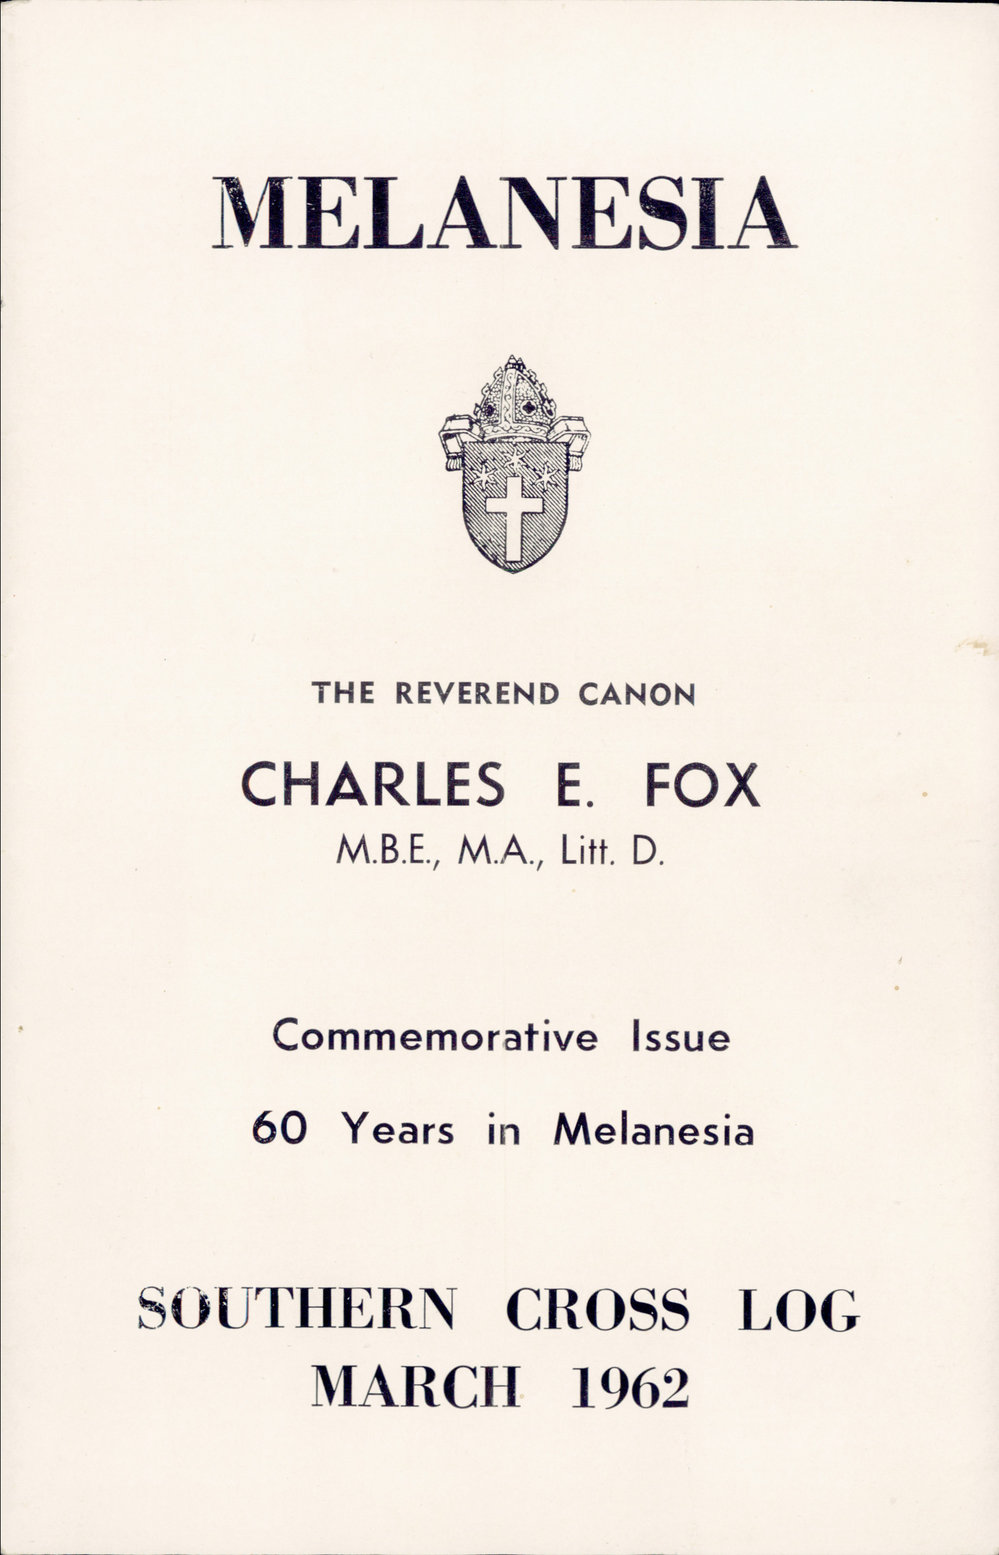 MELANESIA
THE REVEREND CANON
CHARLES E. FOX
M.B.E., M.A., Litt. D.
Commemorative Issue
60 Years in Melanesia
SOUTHERN CROSS LOG
MARCH 1962